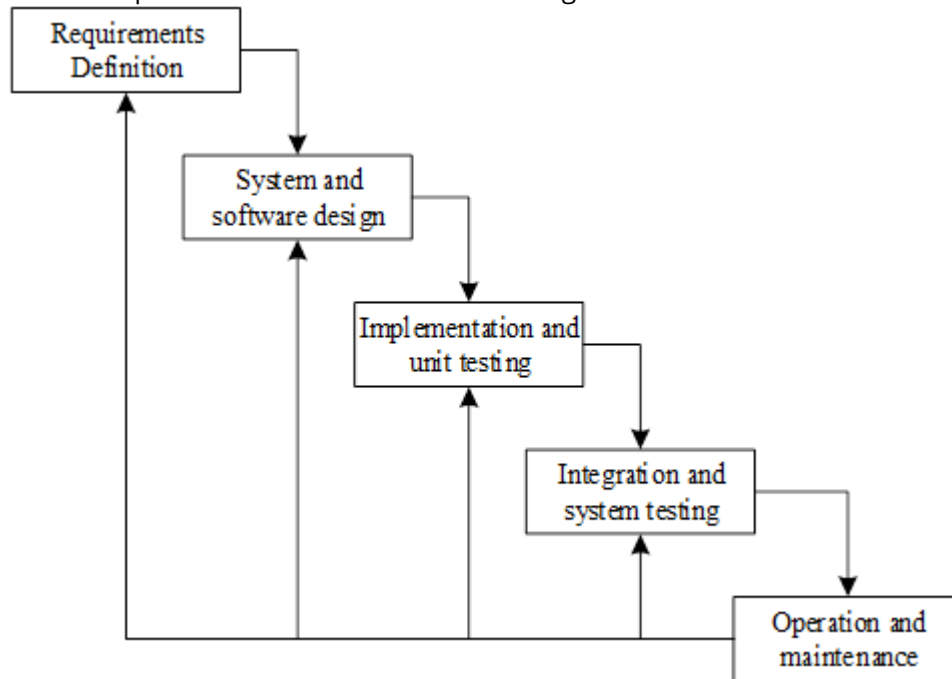 Requirements
Definition
System and
software design
Implementation and
unit testing
Integration and
system testing
Operation and
maintenance